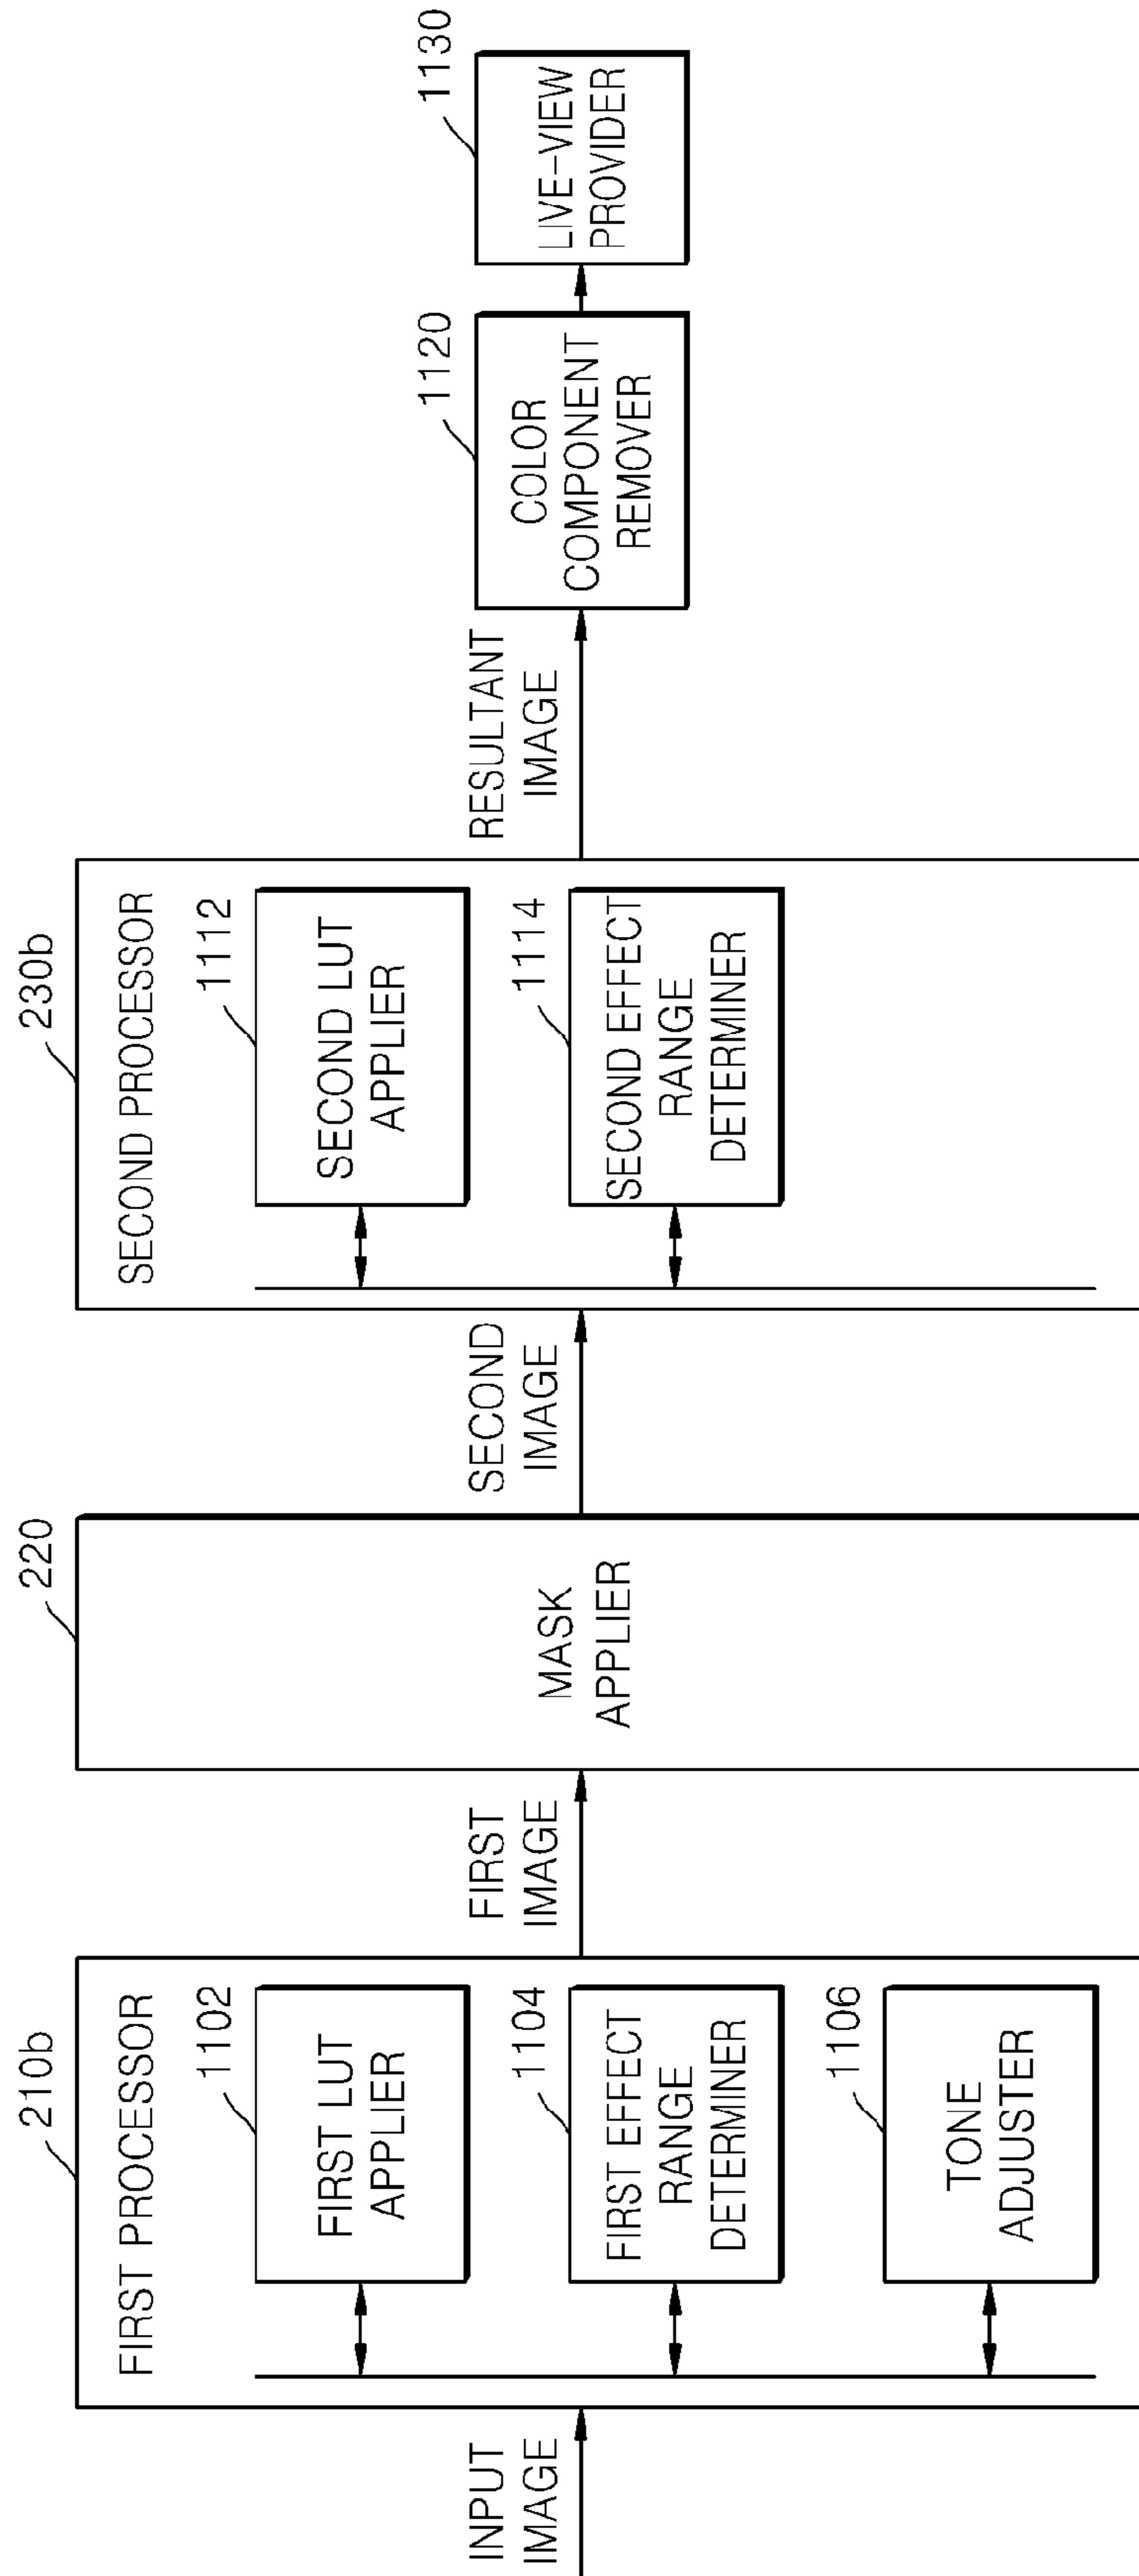 INPUT
IMAGE
210b
FIRST PROCESSOR
1102
FIRST LUT
APPLIER
1104
FIRST EFFECT
RANGE
DETERMINER
1106
TONE
ADJUSTER
FIRST
IMAGE
220
MASK
APPLIER
SECOND
IMAGE
230b
SECOND PROCESSOR
1112
SECOND LUT
APPLIER
1114
SECOND EFFECT
RANGE
DETERMINER
RESULTANT
IMAGE
1120
COLOR
COMPONENT
REMOVER
1130
LIVE-VIEW
PROVIDER